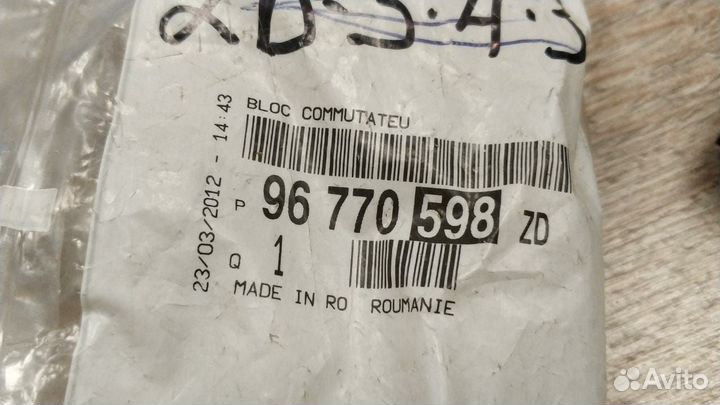 BLOC COMMUTATEU
23/03/2012 - 14:43
P 96 770 598 ZD
Q 1
MADE IN RO ROUMANIE
Avito